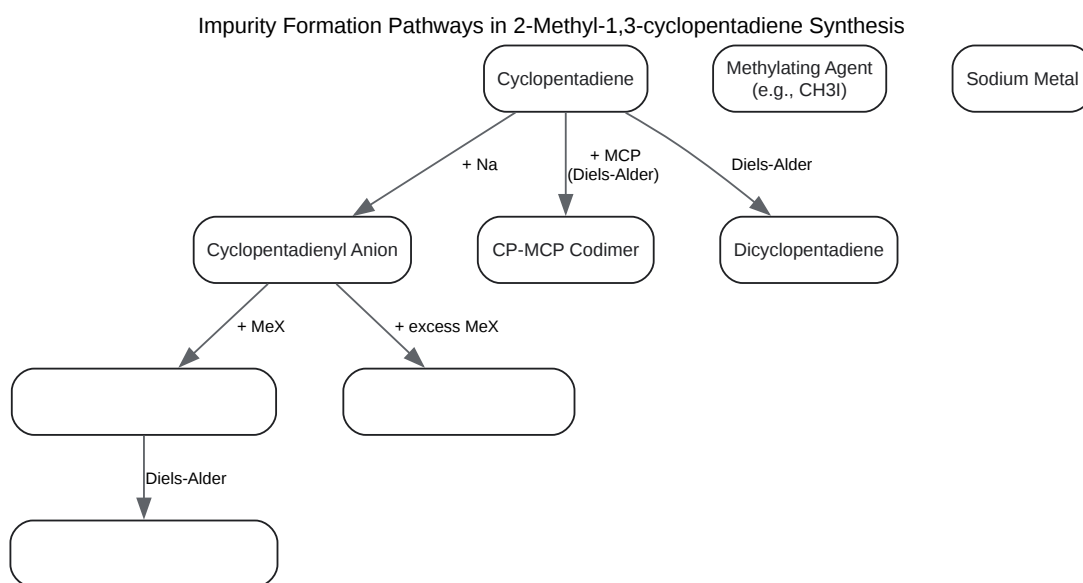 Impurity Formation Pathways in 2-Methyl-1,3-cyclopentadiene Synthesis
Cyclopentadiene
Methylating Agent
(e.g., CH3I)
Sodium Metal
+ Na
+ MCP
(Diels-Alder)
Diels-Alder
Cyclopentadienyl Anion
CP-MCP Codimer
Dicyclopentadiene
+ MeX
+ excess MeX
Diels-Alder